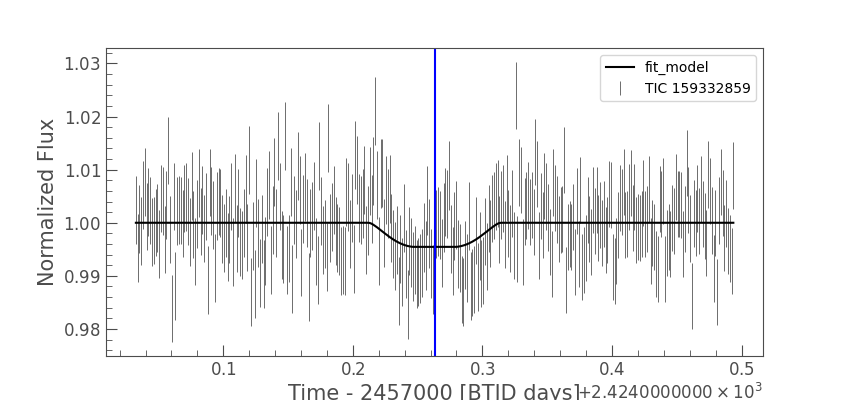 1.03
1.02
1.01
1.00
0.99
0.98
Normalized Flux
fit_model
TIC 159332859
0.1
0.2
0.3
0.4
0.5
Time - 2457000 [BTJD days]
+2.4240000000 × 10³